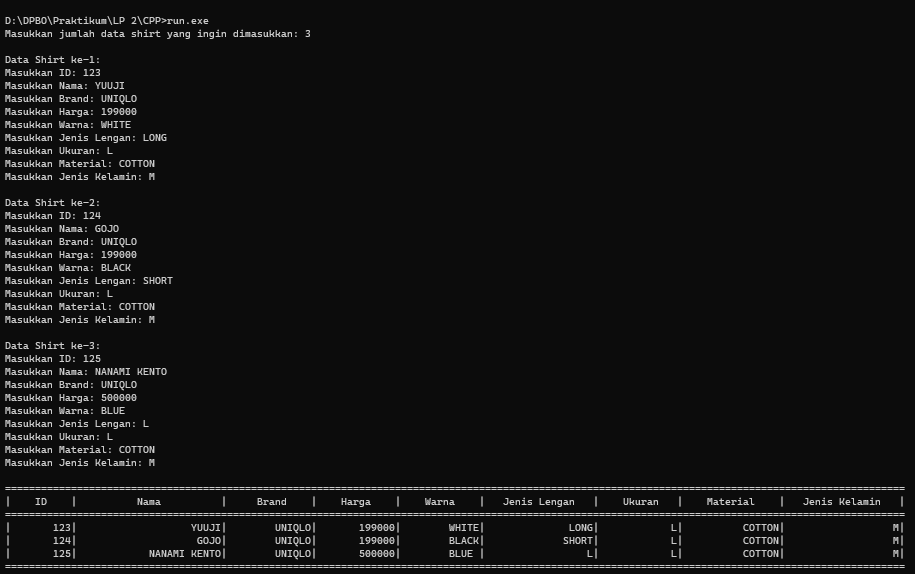 D:\DPBO\Praktikum\LP 2\CPP>run.exe
Masukkan jumlah data shirt yang ingin dimasukkan: 3
Data Shirt ke-1:
Masukkan ID: 123
Masukkan Nama: YUUJI
Masukkan Brand: UNIQLO
Masukkan Harga: 199000
Masukkan Warna: WHITE
Masukkan Jenis Lengan: LONG
Masukkan Ukuran: L
Masukkan Material: COTTON
Masukkan Jenis Kelamin: M
Data Shirt ke-2:
Masukkan ID: 124
Masukkan Nama: GOJO
Masukkan Brand: UNIQLO
Masukkan Harga: 199000
Masukkan Warna: BLACK
Masukkan Jenis Lengan: SHORT
Masukkan Ukuran: L
Masukkan Material: COTTON
Masukkan Jenis Kelamin: M
Data Shirt ke-3:
Masukkan ID: 125
Masukkan Nama: NANAMI KENTO
Masukkan Brand: UNIQLO
Masukkan Harga: 500000
Masukkan Warna: BLUE
Masukkan Jenis Lengan: L
Masukkan Ukuran: L
Masukkan Material: COTTON
Masukkan Jenis Kelamin: M
| ID | Nama | Brand | Harga | Warna | Jenis Lengan | Ukuran | Material | Jenis Kelamin |
| 123| YUUJI| UNIQLO| 199000| WHITE| LONG| L| COTTON| M|
| 124| GOJO| UNIQLO| 199000| BLACK| SHORT| L| COTTON| M|
| 125| NANAMI KENTO| UNIQLO| 500000| BLUE | L| L| COTTON| M|